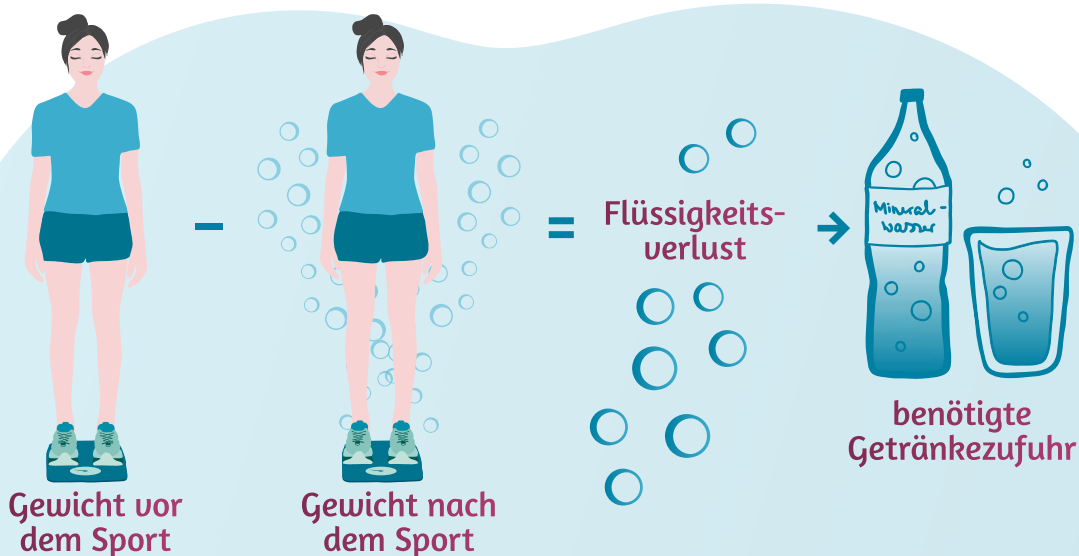 Gewicht vor
dem Sport
−
Gewicht nach
dem Sport
=
Flüssigkeits-
verlust
→
Mineral-
wasser
benötigte
Getränkezufuhr